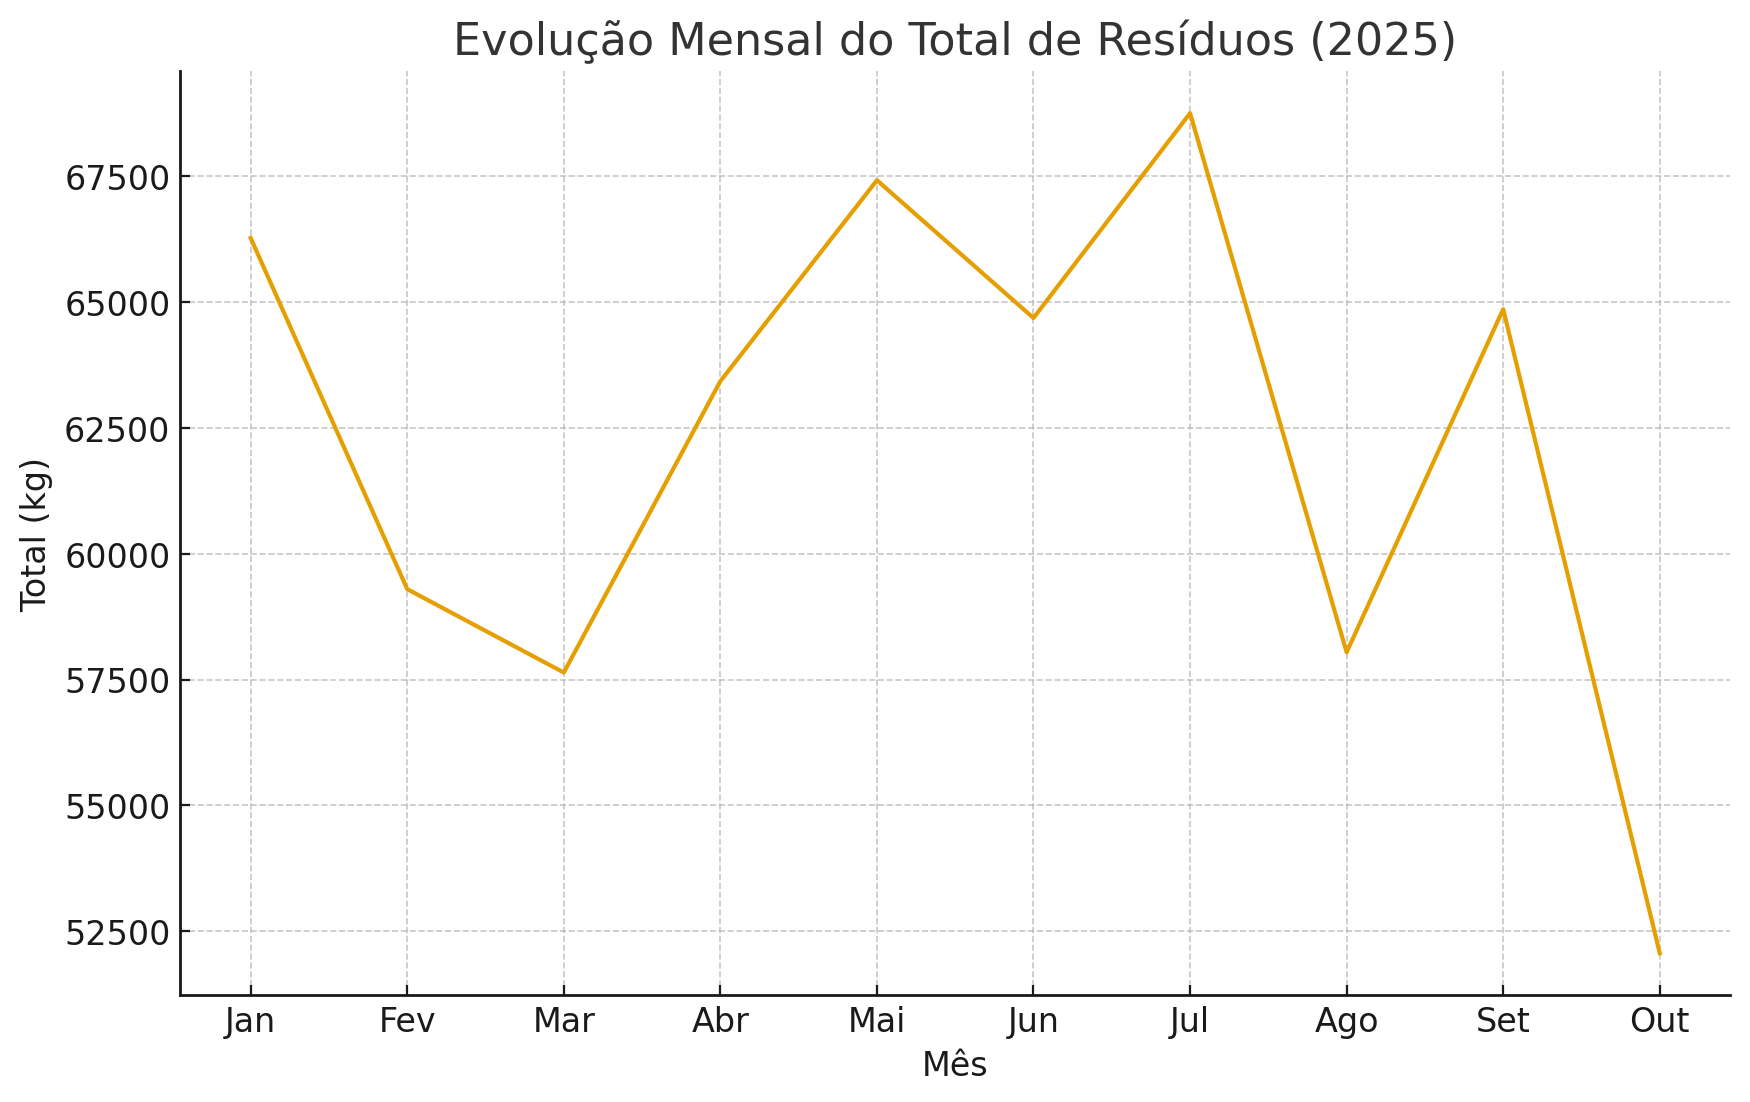 Evolução Mensal do Total de Resíduos (2025)
Total (kg)
67500
65000
62500
60000
57500
55000
52500
Jan Fev Mar Abr Mai Jun Jul Ago Set Out
Mês